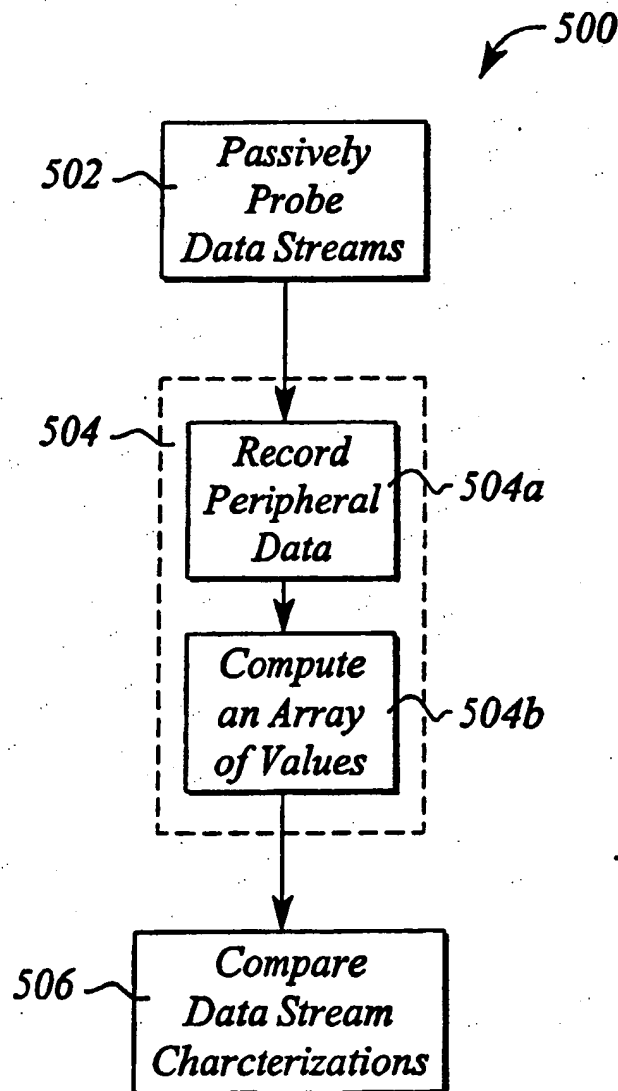 500
502
Passively
Probe
Data Streams
504
Record
Peripheral
Data
504a
Compute
an Array
of Values
504b
506
Compare
Data Stream
Charcterizations